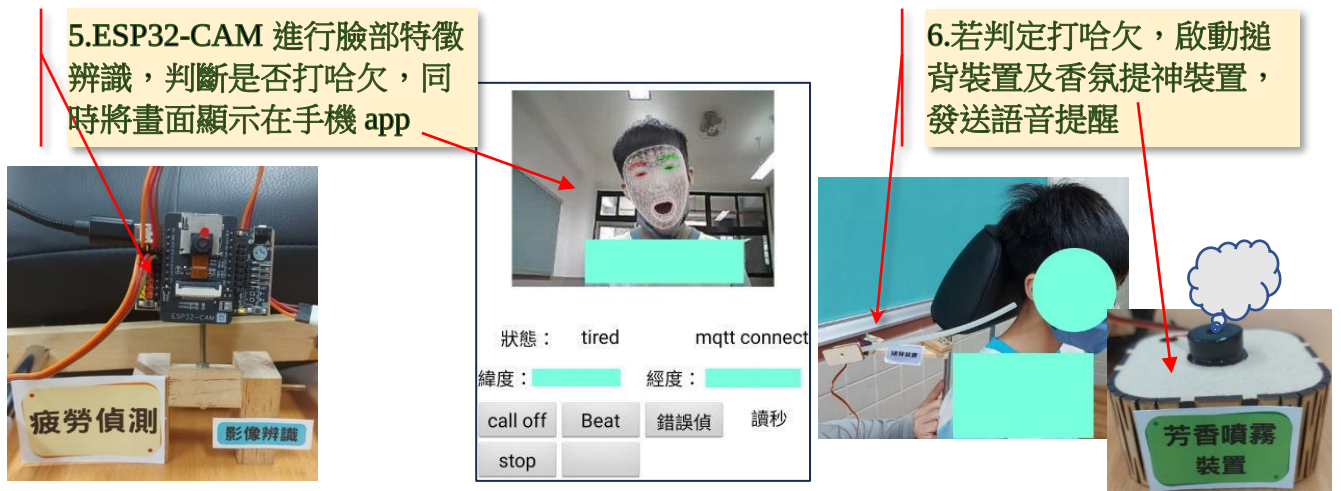 5.ESP32-CAM 進行臉部特徵
辨識，判斷是否打哈欠，同
時將畫面顯示在手機 app
6.若判定打哈欠，啟動搥
背裝置及香氛提神裝置，
發送語音提醒
ESP32-CAM
疲勞偵測
影像辨識
狀態： tired mqtt connect
緯度： 經度：
call off Beat 錯誤偵 讀秒
stop
搥背裝置
芳香噴霧
裝置